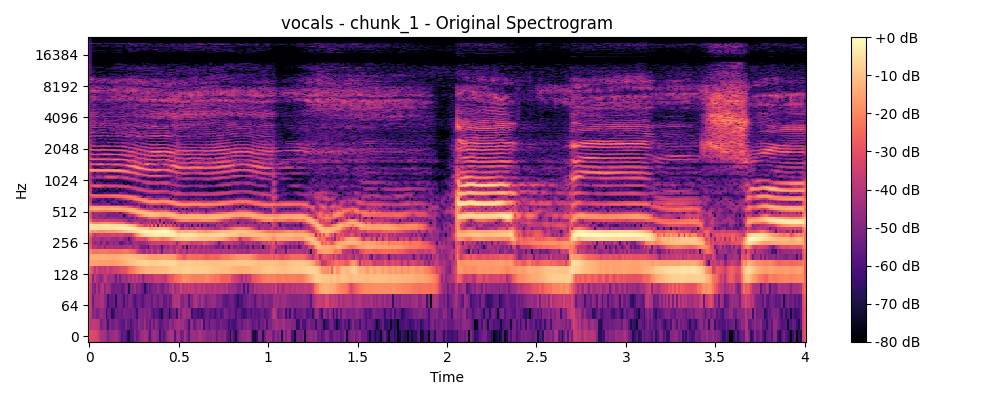 vocals - chunk_1 - Original Spectrogram
Hz
16384
8192
4096
2048
1024
512
256
128
64
0
0 0.5 1 1.5 2 2.5 3 3.5 4
Time
+0 dB
-10 dB
-20 dB
-30 dB
-40 dB
-50 dB
-60 dB
-70 dB
-80 dB